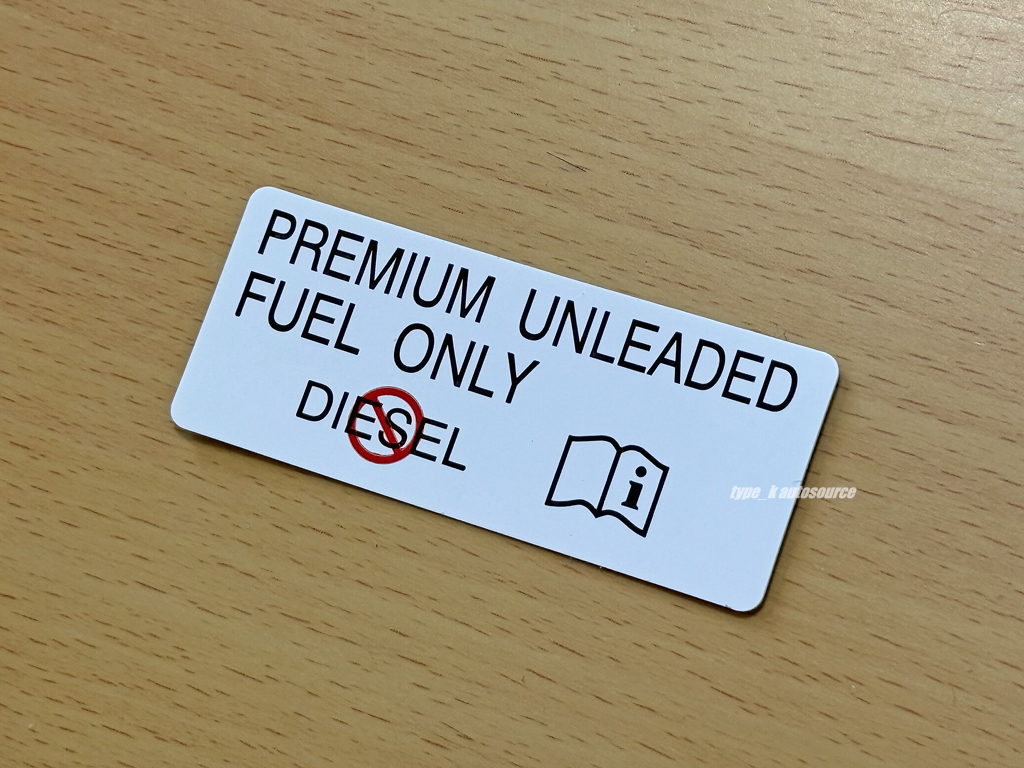 PREMIUM UNLEADED
FUEL ONLY
DIESEL
i
type_k autosource